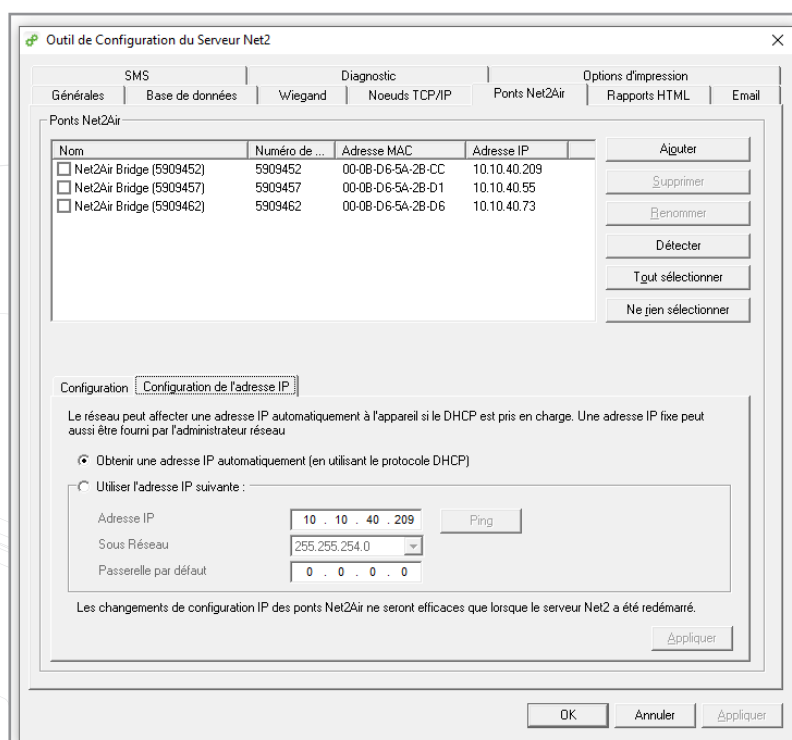 Outil de Configuration du Serveur Net2
SMS Diagnostic Options d'impression
Générales Base de données Wiegand Noeuds TCP/IP Ponts Net2Air Rapports HTML Email
Ponts Net2Air
Nom Numéro de ... Adresse MAC Adresse IP
Net2Air Bridge (5909452) 5909452 00-0B-D6-5A-2B-CC 10.10.40.209
Net2Air Bridge (5909457) 5909457 00-0B-D6-5A-2B-D1 10.10.40.55
Net2Air Bridge (5909462) 5909462 00-0B-D6-5A-2B-D6 10.10.40.73
Ajouter
Supprimer
Renommer
Détecter
Tout sélectionner
Ne rien sélectionner
Configuration Configuration de l'adresse IP
Le réseau peut affecter une adresse IP automatiquement à l'appareil si le DHCP est pris en charge. Une adresse IP fixe peut
aussi être fourni par l'administrateur réseau
Obtenir une adresse IP automatiquement (en utilisant le protocole DHCP)
Utiliser l'adresse IP suivante :
Adresse IP 10 . 10 . 40 . 209 Ping
Sous Réseau 255.255.254.0
Passerelle par défaut 0 . 0 . 0 . 0
Les changements de configuration IP des ponts Net2Air ne seront efficaces que lorsque le serveur Net2 a été redémarré.
Appliquer
OK Annuler Appliquer